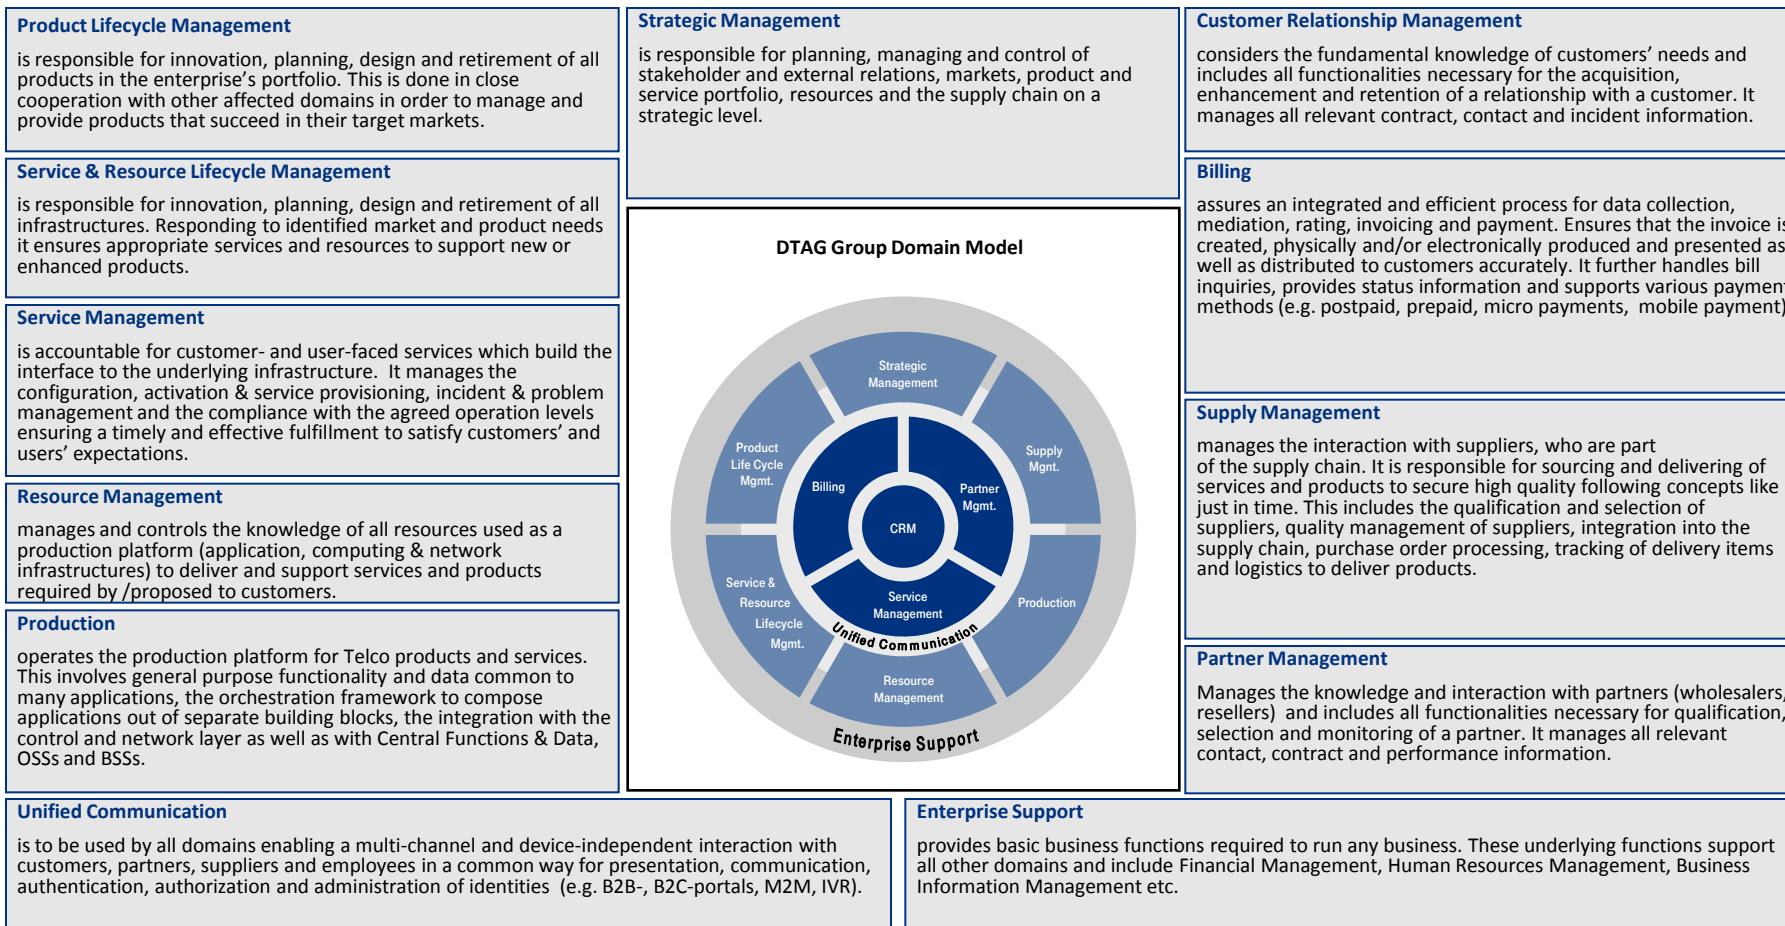 Product Lifecycle Management
is responsible for innovation, planning, design and retirement of all
products in the enterprise's portfolio. This is done in close
cooperation with other affected domains in order to manage and
provide products that succeed in their target markets.
Service & Resource Lifecycle Management
is responsible for innovation, planning, design and retirement of all
infrastructures. Responding to identified market and product needs
it ensures appropriate services and resources to support new or
enhanced products.
Service Management
is accountable for customer- and user-faced services which build the
interface to the underlying infrastructure. It manages the
configuration, activation & service provisioning, incident & problem
management and the compliance with the agreed operation levels
ensuring a timely and effective fulfillment to satisfy customers' and
users' expectations.
Resource Management
manages and controls the knowledge of all resources used as a
production platform (application, computing & network
infrastructures) to deliver and support services and products
required by /proposed to customers.
Production
operates the production platform for Telco products and services.
This involves general purpose functionality and data common to
many applications, the orchestration framework to compose
applications out of separate building blocks, the integration with the
control and network layer as well as with Central Functions & Data,
OSSs and BSSs.
Strategic Management
is responsible for planning, managing and control of
stakeholder and external relations, markets, product and
service portfolio, resources and the supply chain on a
strategic level.
DTAG Group Domain Model
Strategic
Management
Product
Life Cycle
Mgmt.
Supply
Mgnt.
Billing
Partner
Mgmt.
CRM
Service &
Resource
Lifecycle
Mgmt.
Service
Management
Production
Unified Communication
Resource
Management
Enterprise Support
Customer Relationship Management
considers the fundamental knowledge of customers' needs and
includes all functionalities necessary for the acquisition,
enhancement and retention of a relationship with a customer. It
manages all relevant contract, contact and incident information.
Billing
assures an integrated and efficient process for data collection,
mediation, rating, invoicing and payment. Ensures that the invoice is
created, physically and/or electronically produced and presented as
well as distributed to customers accurately. It further handles bill
inquiries, provides status information and supports various payment
methods (e.g. postpaid, prepaid, micro payments, mobile payment)
Supply Management
manages the interaction with suppliers, who are part
of the supply chain. It is responsible for sourcing and delivering of
services and products to secure high quality following concepts like
just in time. This includes the qualification and selection of
suppliers, quality management of suppliers, integration into the
supply chain, purchase order processing, tracking of delivery items
and logistics to deliver products.
Partner Management
Manages the knowledge and interaction with partners (wholesalers,
resellers) and includes all functionalities necessary for qualification,
selection and monitoring of a partner. It manages all relevant
contact, contract and performance information.
Unified Communication
is to be used by all domains enabling a multi-channel and device-independent interaction with
customers, partners, suppliers and employees in a common way for presentation, communication,
authentication, authorization and administration of identities (e.g. B2B-, B2C-portals, M2M, IVR).
Enterprise Support
provides basic business functions required to run any business. These underlying functions support
all other domains and include Financial Management, Human Resources Management, Business
Information Management etc.